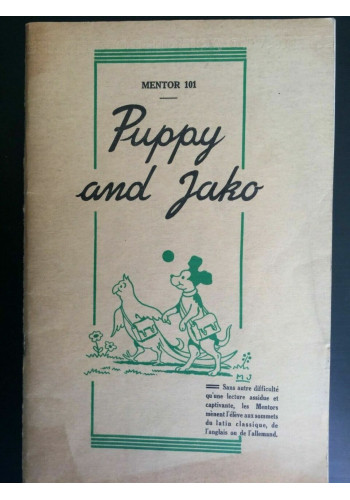 MENTOR 101
Puppy
and Jako
M J
Sans autre difficulté
qu'une lecture assidue et
captivante, les Mentors
mènent l'élève aux sommets
du latin classique, de
l'anglais ou de l'allemand.